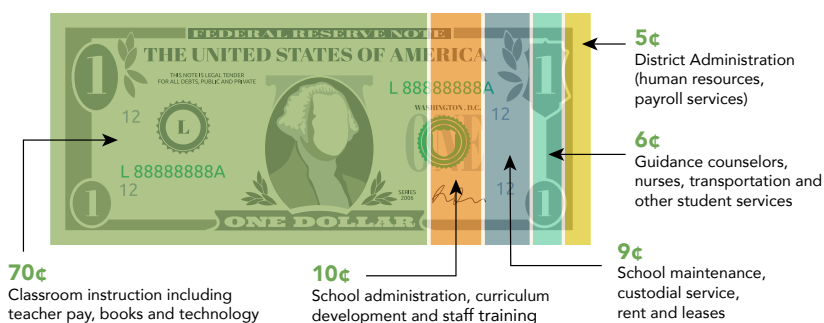 FEDERAL RESERVE NOTE
THE UNITED STATES OF AMERICA
THIS NOTE IS LEGAL TENDER
FOR ALL DEBTS, PUBLIC AND PRIVATE
1
1
L 88888888A
WASHINGTON, D.C.
12
12
L
ONE
L 88888888A
12
12
SERIES
2006
1
1
ONE DOLLAR
5¢
District Administration
(human resources,
payroll services)
6¢
Guidance counselors,
nurses, transportation and
other student services
9¢
School maintenance,
custodial service,
rent and leases
70¢
Classroom instruction including
teacher pay, books and technology
10¢
School administration, curriculum
development and staff training